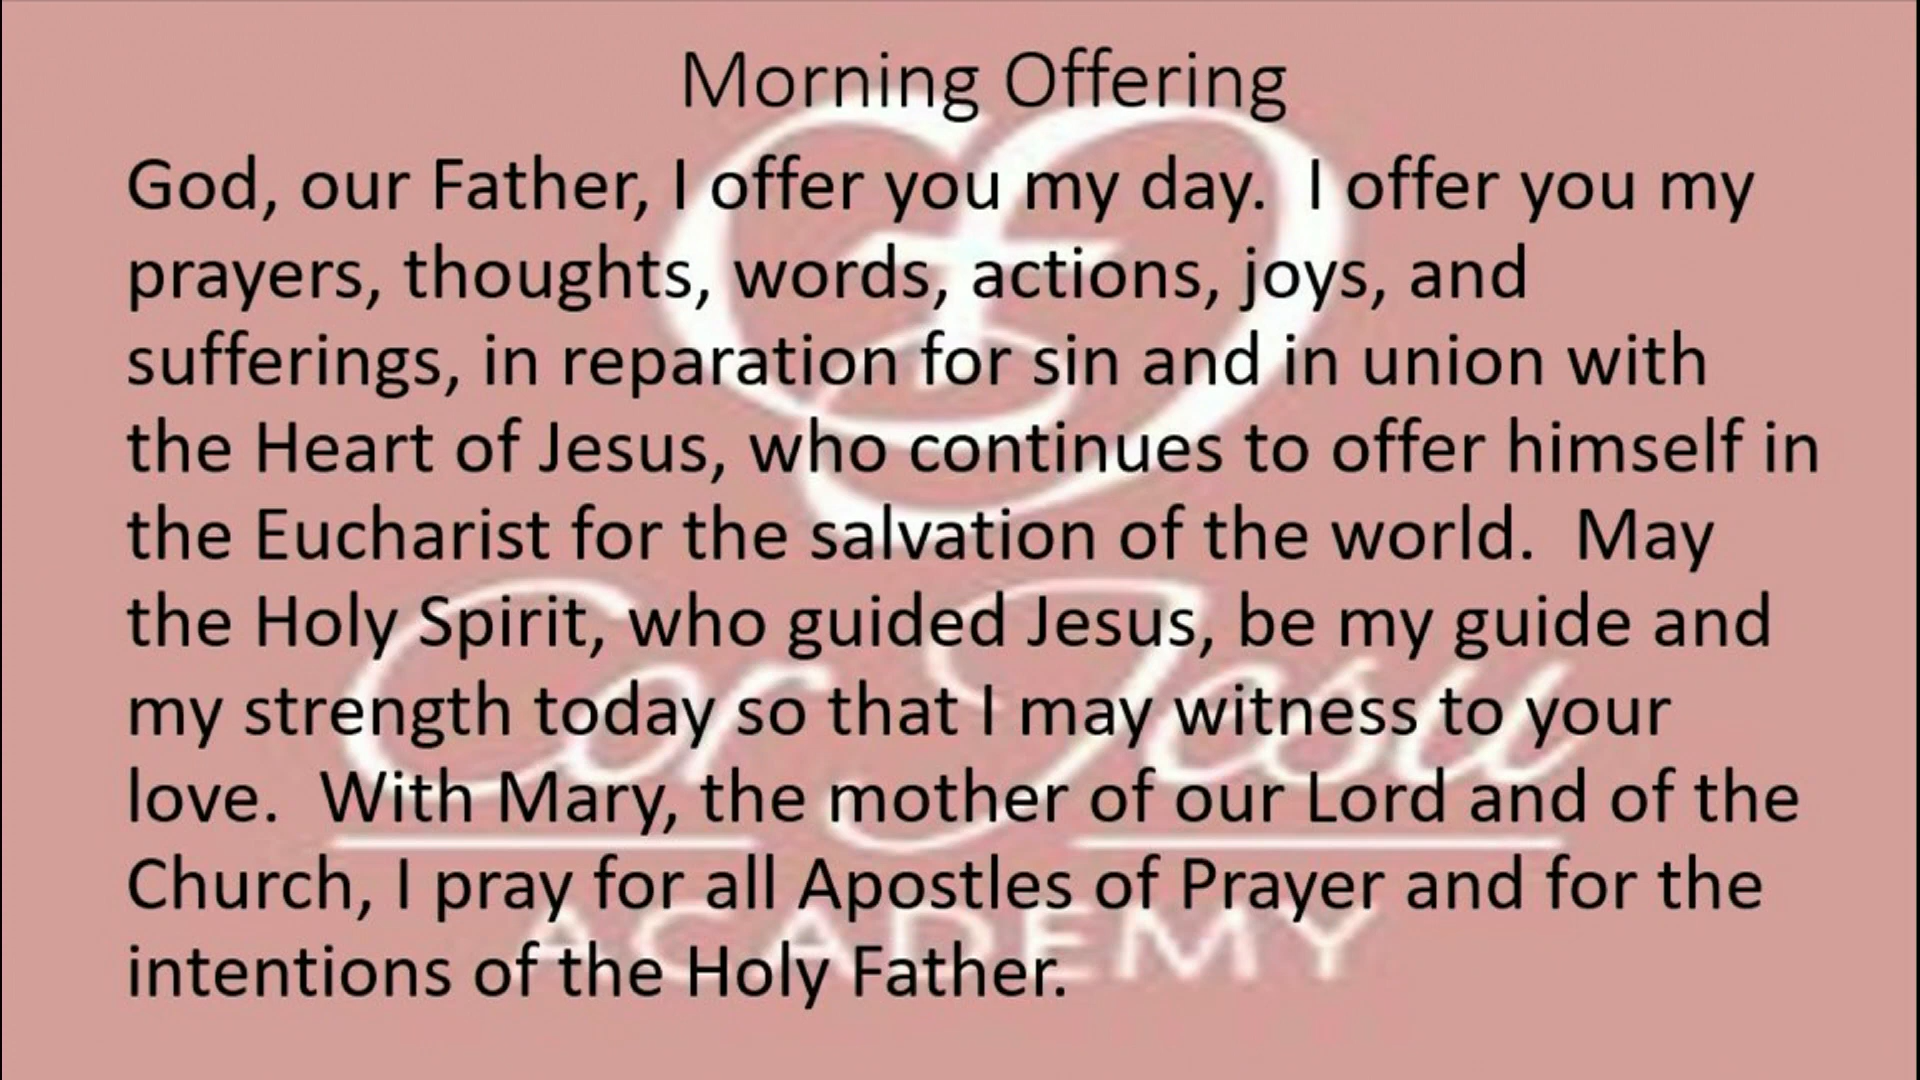 Morning Offering
God, our Father, I offer you my day.  I offer you my
prayers, thoughts, words, actions, joys, and
sufferings, in reparation for sin and in union with
the Heart of Jesus, who continues to offer himself in
the Eucharist for the salvation of the world.  May
the Holy Spirit, who guided Jesus, be my guide and
my strength today so that I may witness to your
love.  With Mary, the mother of our Lord and of the
Church, I pray for all Apostles of Prayer and for the
intentions of the Holy Father.
Cor Jesu
ACADEMY